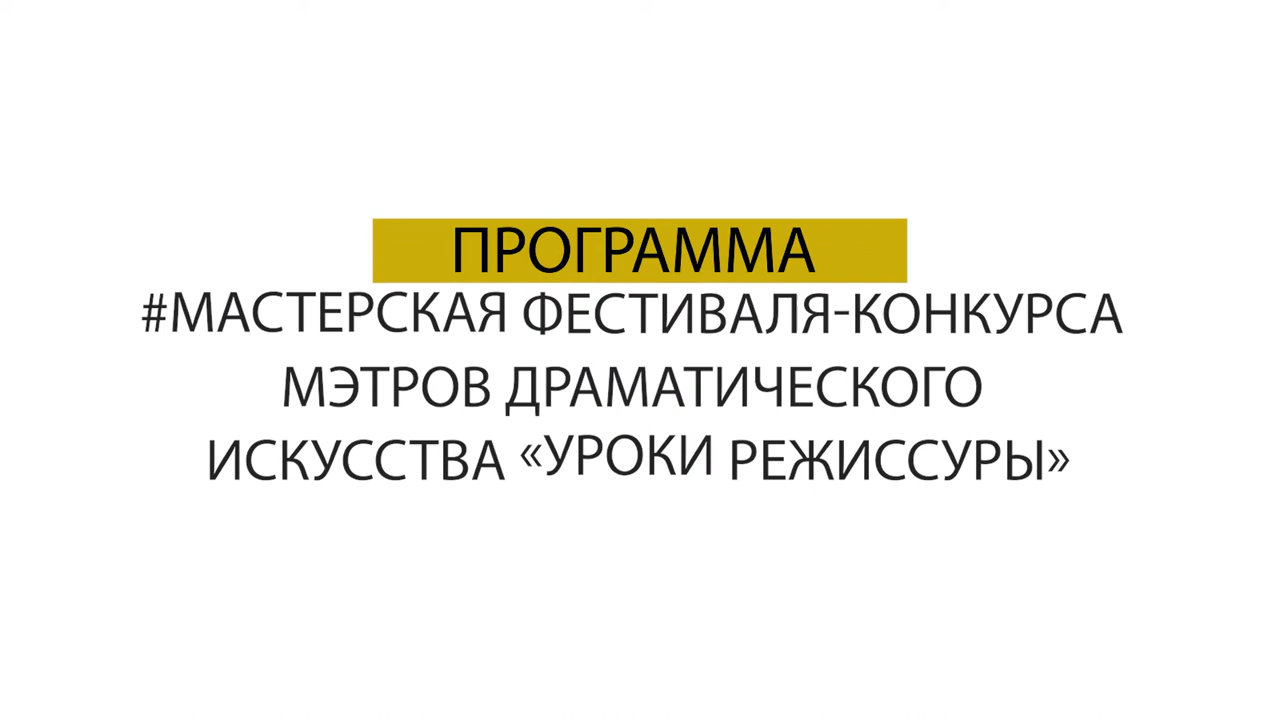 ПРОГРАММА
#МАСТЕРСКАЯ ФЕСТИВАЛЯ-КОНКУРСА
МЭТРОВ ДРАМАТИЧЕСКОГО
ИСКУССТВА «УРОКИ РЕЖИССУРЫ»